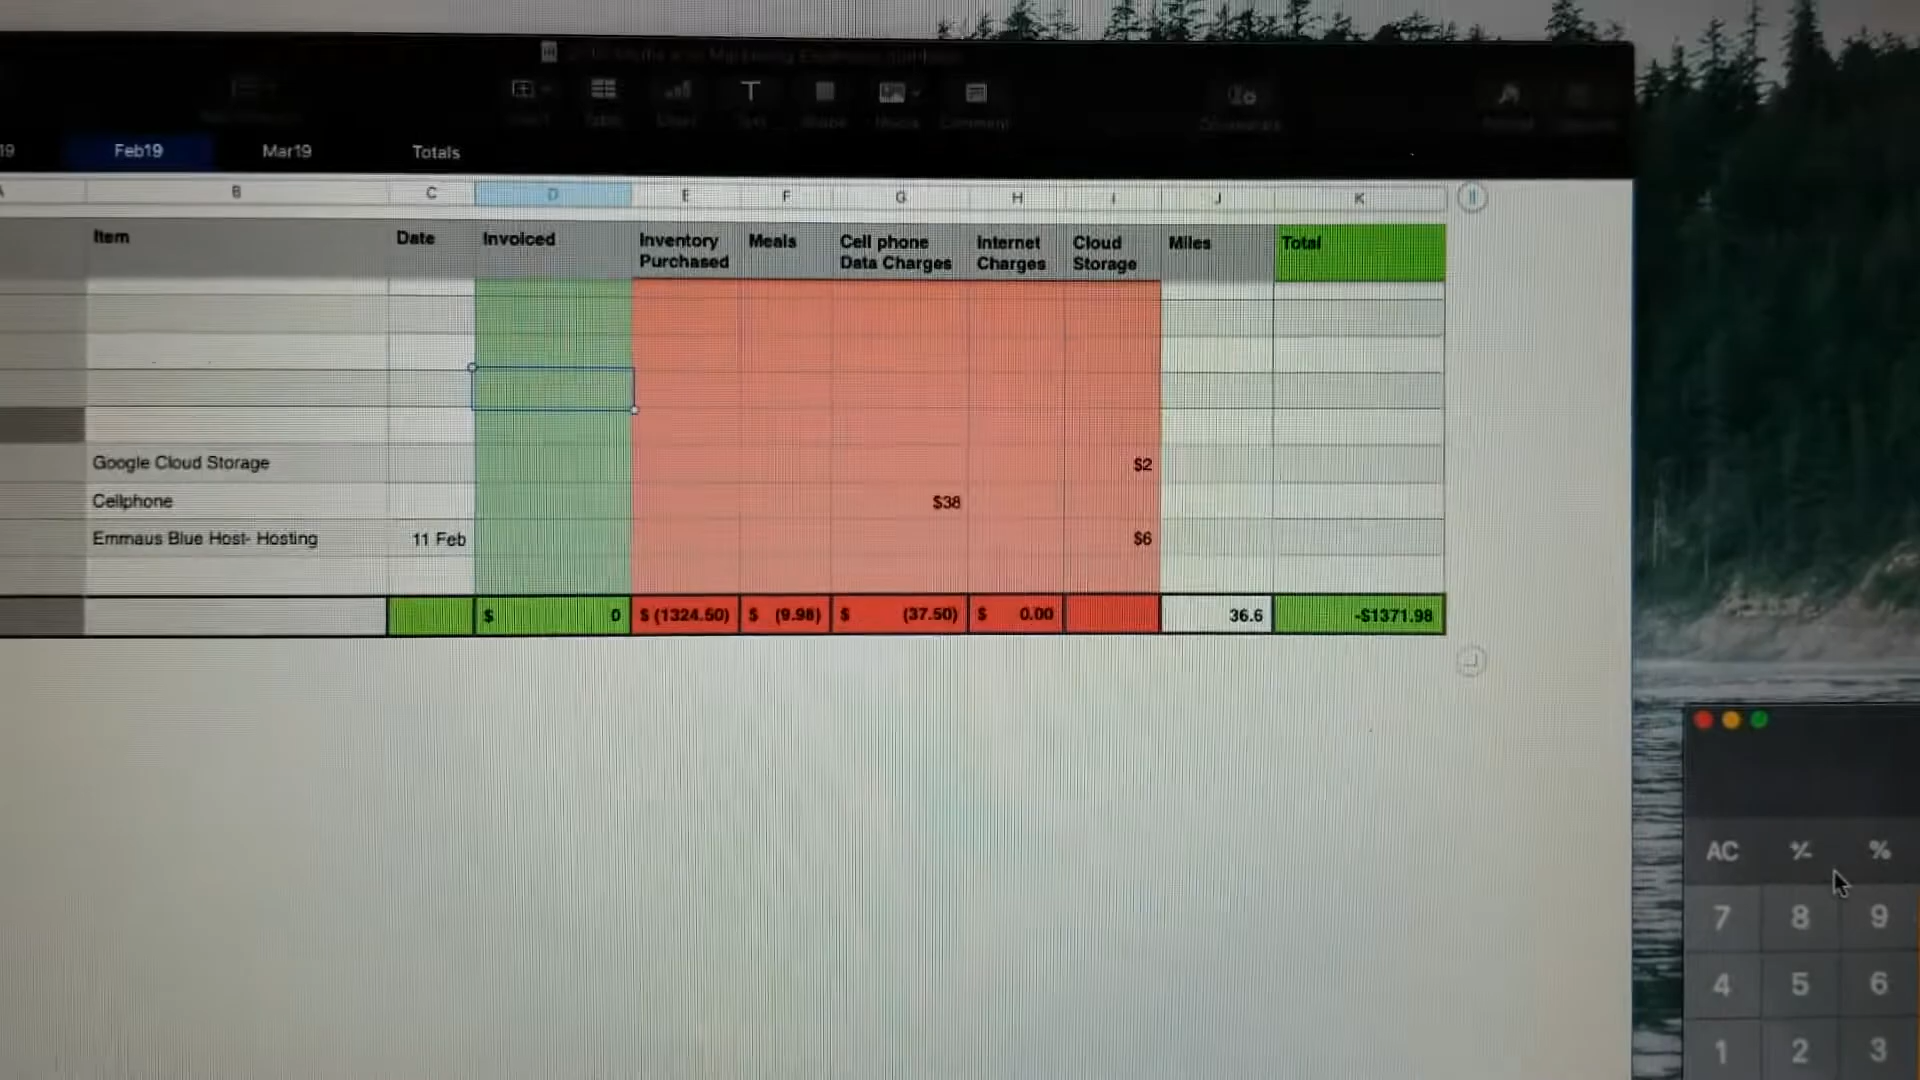 19 Feb19 Mar19 Totals
A B C D E F G H I J K
Item Date Invoiced Inventory Purchased Meals Cell phone Data Charges Internet Charges Cloud Storage Miles Total
Google Cloud Storage $2
Cellphone $38
Emmaus Blue Host- Hosting 11 Feb $6
$ 0 $ (1324.50) $ (9.98) $ (37.50) $ 0.00 36.6 -$1371.98
AC %
7 8 9
4 5 6
1 2 3